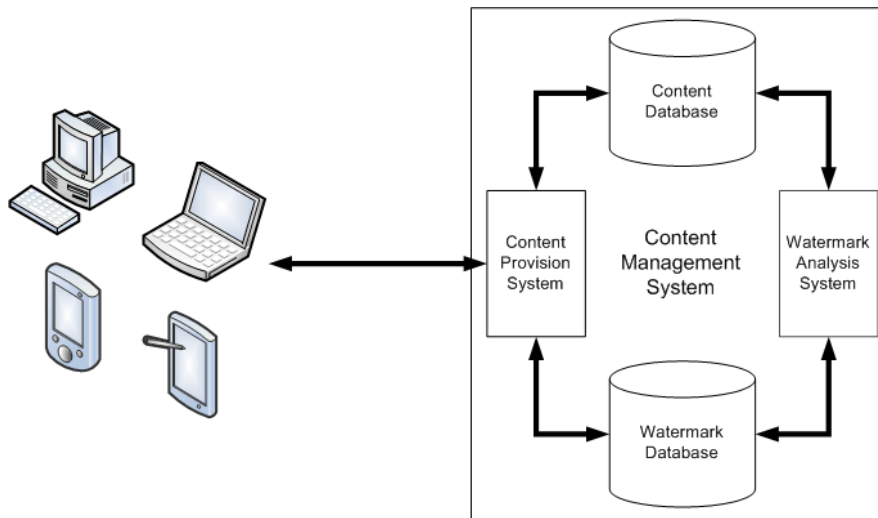 Content
Database
Content
Provision
System
Content
Management
System
Watermark
Analysis
System
Watermark
Database